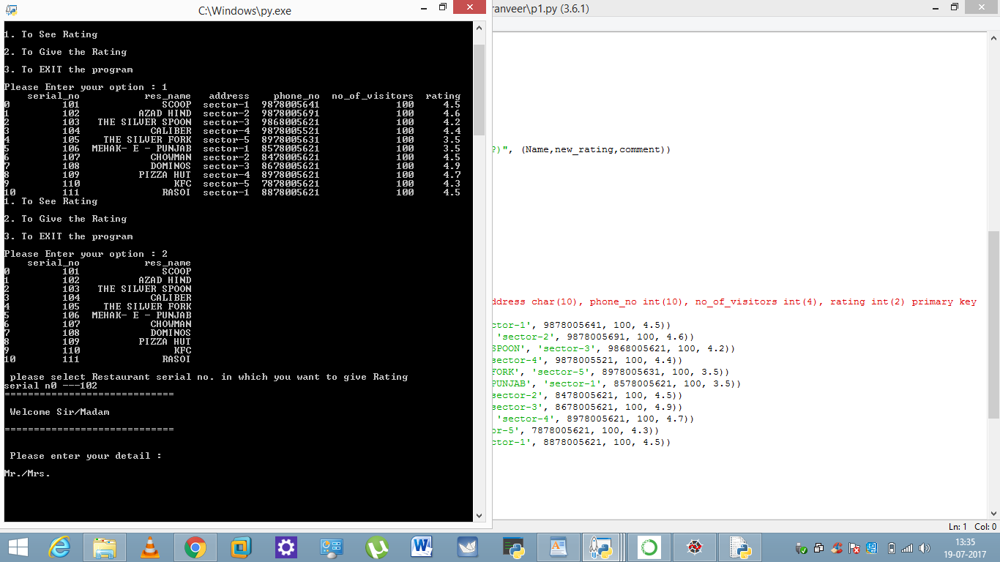 C:\Windows\py.exe
ranveer\p1.py (3.6.1)
1. To See Rating
2. To Give the Rating
3. To EXIT the program
Please Enter your option : 1
serial_no res_name address phone_no no_of_visitors rating
0 101 SCOOP sector-1 9878005641 100 4.5
1 102 AZAD HIND sector-2 9878005691 100 4.6
2 103 THE SILVER SPOON sector-3 9868005621 100 4.2
3 104 CALIBER sector-4 9878005521 100 4.4
4 105 THE SILVER FORK sector-5 8978005631 100 3.5
5 106 MEHAK- E - PUNJAB sector-1 8578005621 100 3.5
6 107 CHOWMAN sector-2 8478005621 100 4.5
7 108 DOMINOS sector-3 8678005621 100 4.9
8 109 PIZZA HUT sector-4 8978005621 100 4.7
9 110 KFC sector-5 7878005621 100 4.3
10 111 RASOI sector-1 8878005621 100 4.5
1. To See Rating
2. To Give the Rating
3. To EXIT the program
Please Enter your option : 2
serial_no res_name
0 101 SCOOP
1 102 AZAD HIND
2 103 THE SILVER SPOON
3 104 CALIBER
4 105 THE SILVER FORK
5 106 MEHAK- E - PUNJAB
6 107 CHOWMAN
7 108 DOMINOS
8 109 PIZZA HUT
9 110 KFC
10 111 RASOI
please select Restaurant serial no. in which you want to give Rating
serial n0 ---102
=============================
Welcome Sir/Madam
=============================
Please enter your detail :
Mr./Mrs.
?)", (Name,new_rating,comment))
ddress char(10), phone_no int(10), no_of_visitors int(4), rating int(2) primary key
ctor-1', 9878005641, 100, 4.5))
'sector-2', 9878005691, 100, 4.6))
SPOON', 'sector-3', 9868005621, 100, 4.2))
sector-4', 9878005521, 100, 4.4))
FORK', 'sector-5', 8978005631, 100, 3.5))
PUNJAB', 'sector-1', 8578005621, 100, 3.5))
sector-2', 8478005621, 100, 4.5))
sector-3', 8678005621, 100, 4.9))
'sector-4', 8978005621, 100, 4.7))
or-5', 7878005621, 100, 4.3))
ctor-1', 8878005621, 100, 4.5))
Ln: 1 Col: 0
13:35
19-07-2017